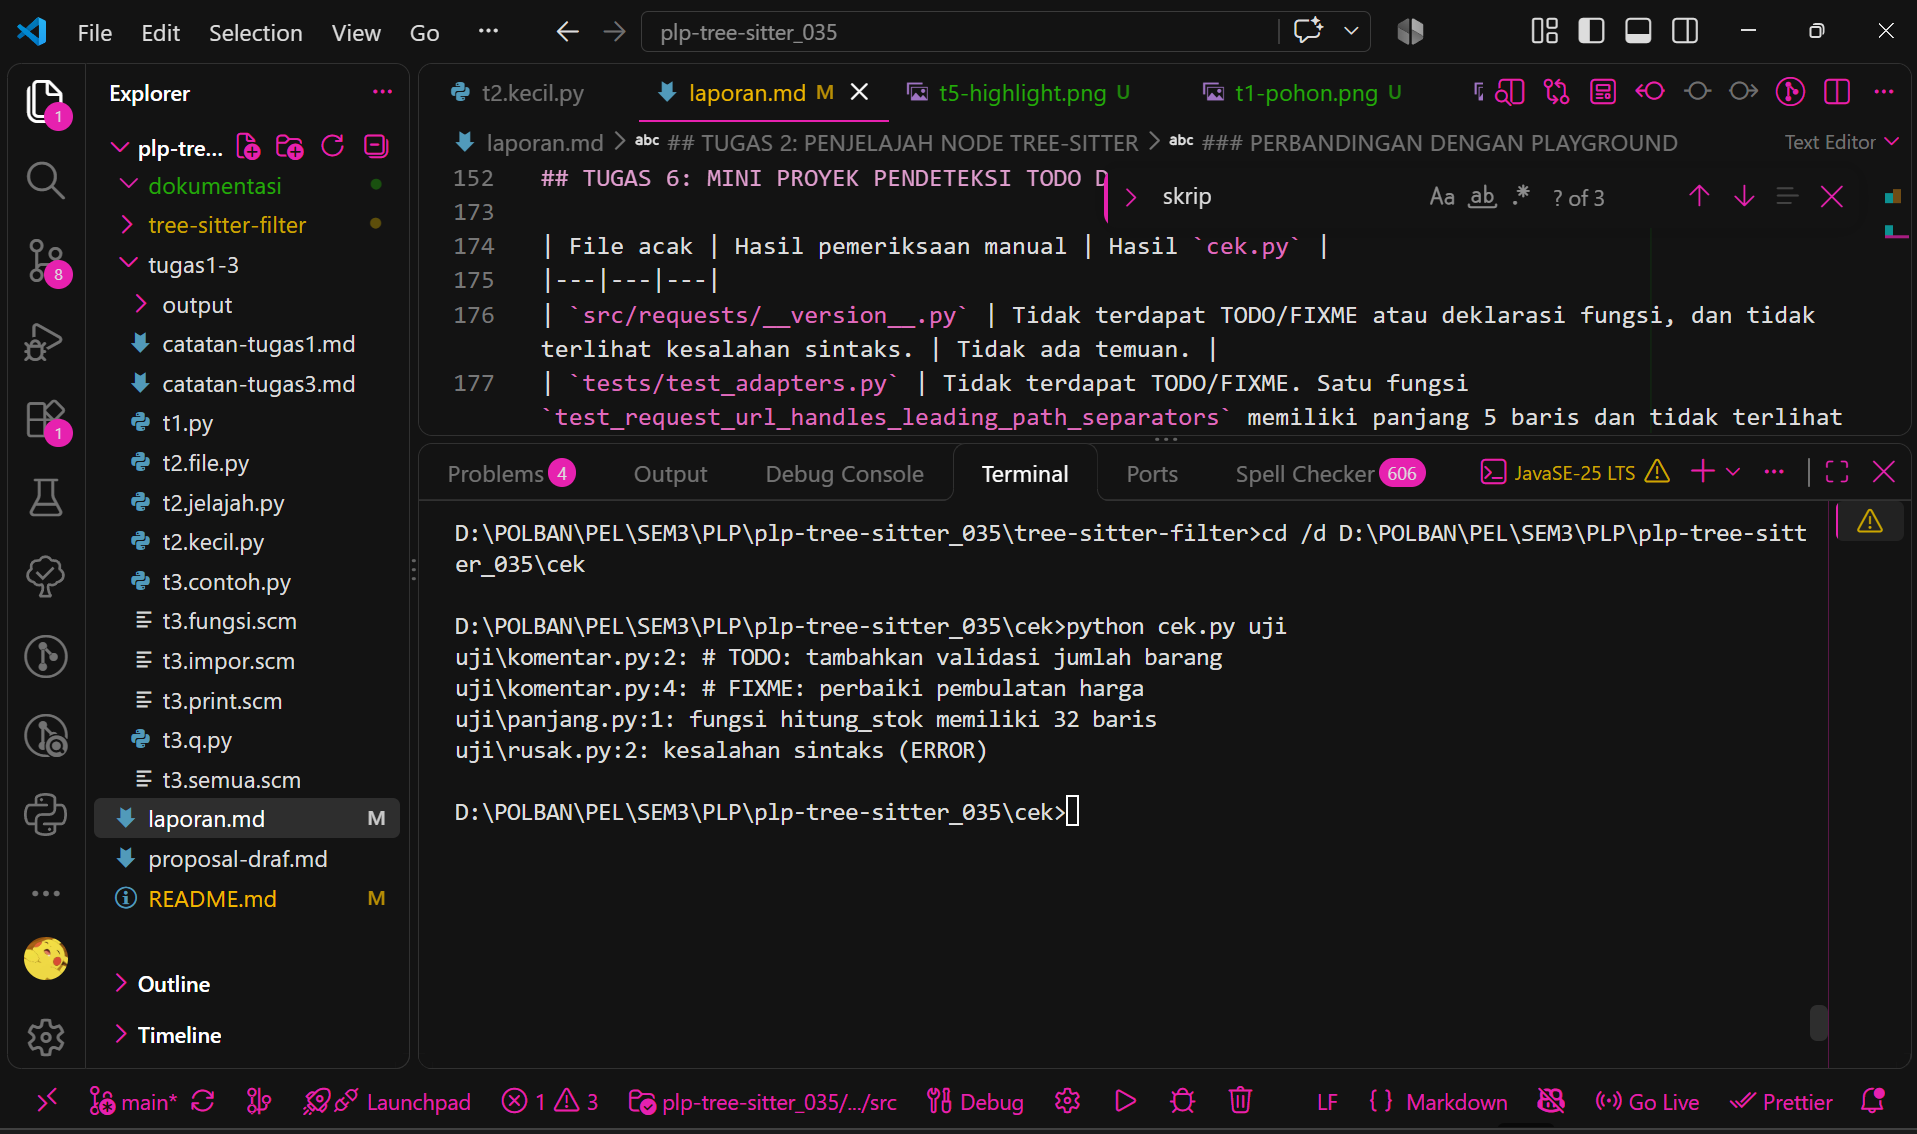 File Edit Selection View Go ··· plp-tree-sitter_035
Explorer
plp-tre...
dokumentasi
tree-sitter-filter
tugas1-3
output
catatan-tugas1.md
catatan-tugas3.md
t1.py
t2.file.py
t2.jelajah.py
t2.kecil.py
t3.contoh.py
t3.fungsi.scm
t3.impor.scm
t3.print.scm
t3.q.py
t3.semua.scm
laporan.md M
proposal-draf.md
README.md M
Outline
Timeline
1
8
1
t2.kecil.py laporan.md M t5-highlight.png U t1-pohon.png U
laporan.md > abc ## TUGAS 2: PENJELAJAH NODE TREE-SITTER > abc ### PERBANDINGAN DENGAN PLAYGROUND Text Editor
152 ## TUGAS 6: MINI PROYEK PENDETEKSI TODO D
skrip Aa ab .* ? of 3
173
174 | File acak | Hasil pemeriksaan manual | Hasil `cek.py` |
175 |---|---|---|
176 | `src/requests/__version__.py` | Tidak terdapat TODO/FIXME atau deklarasi fungsi, dan tidak
terlihat kesalahan sintaks. | Tidak ada temuan. |
177 | `tests/test_adapters.py` | Tidak terdapat TODO/FIXME. Satu fungsi
`test_request_url_handles_leading_path_separators` memiliki panjang 5 baris dan tidak terlihat
Problems 4 Output Debug Console Terminal Ports Spell Checker 606 JavaSE-25 LTS
D:\POLBAN\PEL\SEM3\PLP\plp-tree-sitter_035\tree-sitter-filter>cd /d D:\POLBAN\PEL\SEM3\PLP\plp-tree-sitt
er_035\cek
D:\POLBAN\PEL\SEM3\PLP\plp-tree-sitter_035\cek>python cek.py uji
uji\komentar.py:2: # TODO: tambahkan validasi jumlah barang
uji\komentar.py:4: # FIXME: perbaiki pembulatan harga
uji\panjang.py:1: fungsi hitung_stok memiliki 32 baris
uji\rusak.py:2: kesalahan sintaks (ERROR)
D:\POLBAN\PEL\SEM3\PLP\plp-tree-sitter_035\cek>
main* Launchpad 1 3 plp-tree-sitter_035/.../src Debug LF {} Markdown Go Live Prettier